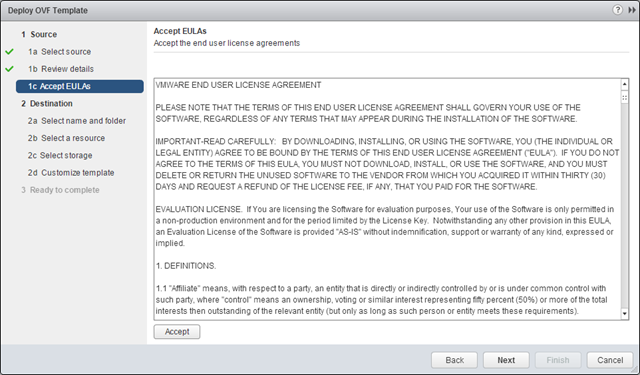 Deploy OVF Template
1 Source
1a Select source
1b Review details
1c Accept EULAs
2 Destination
2a Select name and folder
2b Select a resource
2c Select storage
2d Customize template
3 Ready to complete
Accept EULAs
Accept the end user license agreements
VMWARE END USER LICENSE AGREEMENT
PLEASE NOTE THAT THE TERMS OF THIS END USER LICENSE AGREEMENT SHALL GOVERN YOUR USE OF THE
SOFTWARE, REGARDLESS OF ANY TERMS THAT MAY APPEAR DURING THE INSTALLATION OF THE SOFTWARE.
IMPORTANT-READ CAREFULLY: BY DOWNLOADING, INSTALLING, OR USING THE SOFTWARE, YOU (THE INDIVIDUAL OR
LEGAL ENTITY) AGREE TO BE BOUND BY THE TERMS OF THIS END USER LICENSE AGREEMENT ("EULA"). IF YOU DO NOT
AGREE TO THE TERMS OF THIS EULA, YOU MUST NOT DOWNLOAD, INSTALL, OR USE THE SOFTWARE, AND YOU MUST
DELETE OR RETURN THE UNUSED SOFTWARE TO THE VENDOR FROM WHICH YOU ACQUIRED IT WITHIN THIRTY (30)
DAYS AND REQUEST A REFUND OF THE LICENSE FEE, IF ANY, THAT YOU PAID FOR THE SOFTWARE.
EVALUATION LICENSE. If You are licensing the Software for evaluation purposes, Your use of the Software is only permitted in
a non-production environment and for the period limited by the License Key. Notwithstanding any other provision in this EULA,
an Evaluation License of the Software is provided "AS-IS" without indemnification, support or warranty of any kind, expressed or
implied.
1. DEFINITIONS.
1.1 "Affiliate" means, with respect to a party, an entity that is directly or indirectly controlled by or is under common control with
such party, where "control" means an ownership, voting or similar interest representing fifty percent (50%) or more of the total
interests then outstanding of the relevant entity (but only as long as such person or entity meets these requirements).
Accept
Back
Next
Finish
Cancel